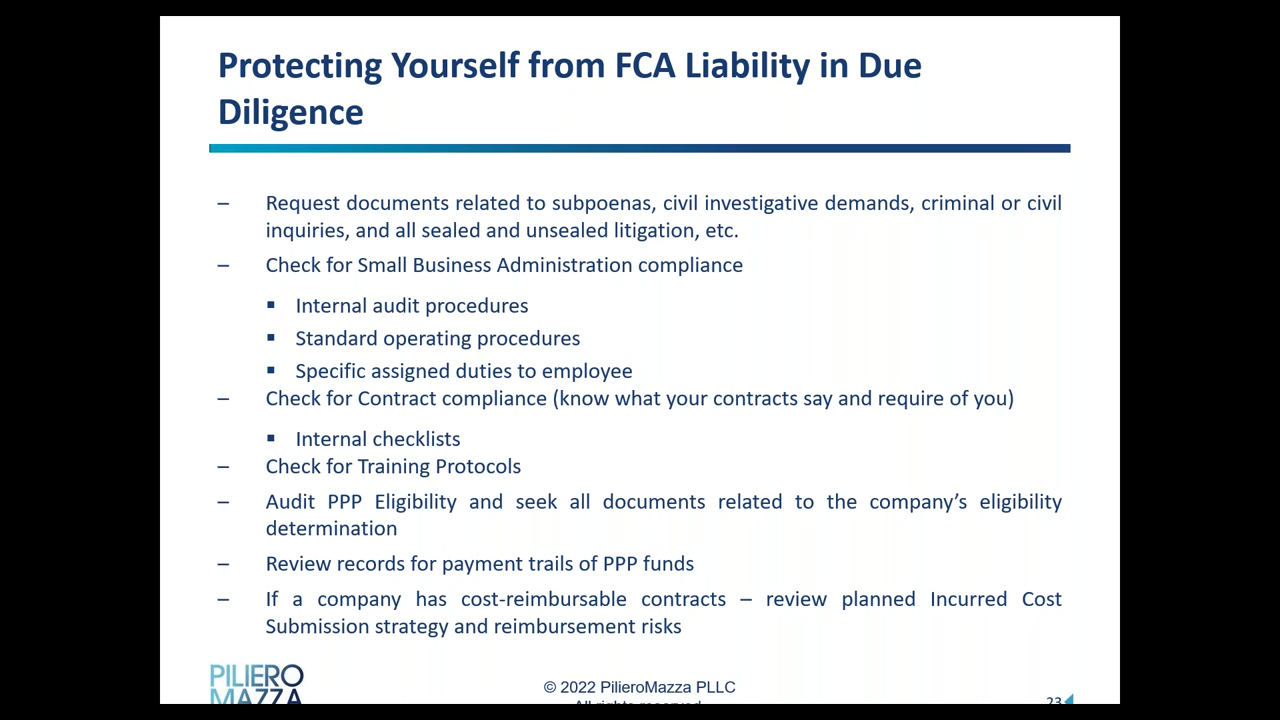 Protecting Yourself from FCA Liability in Due
Diligence
– Request documents related to subpoenas, civil investigative demands, criminal or civil
inquiries, and all sealed and unsealed litigation, etc.
– Check for Small Business Administration compliance
▪ Internal audit procedures
▪ Standard operating procedures
▪ Specific assigned duties to employee
– Check for Contract compliance (know what your contracts say and require of you)
▪ Internal checklists
– Check for Training Protocols
– Audit PPP Eligibility and seek all documents related to the company’s eligibility
determination
– Review records for payment trails of PPP funds
– If a company has cost-reimbursable contracts – review planned Incurred Cost
Submission strategy and reimbursement risks
PILIERO
MAZZA
© 2022 PilieroMazza PLLC
All rights reserved
23